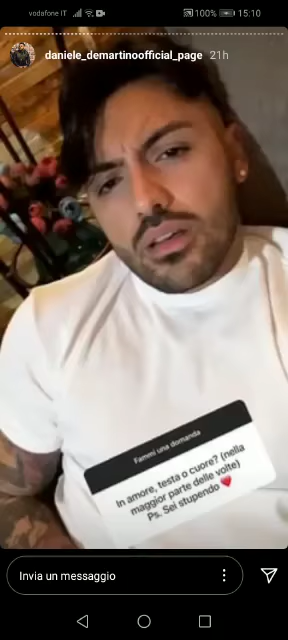 vodafone IT 100% 15:10
daniele_demartinoofficial_page 21h
Fammi una domanda
In amore, testa o cuore? (nella
maggior parte delle volte)
Ps. Sei stupendo ❤️
Invia un messaggio